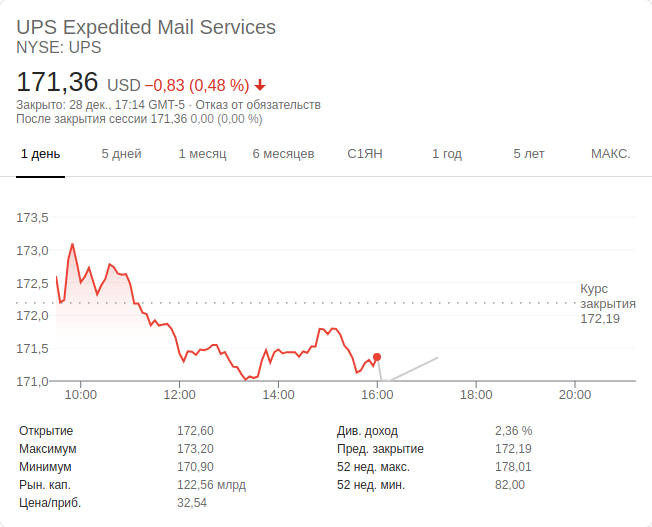 UPS Expedited Mail Services
NYSE: UPS
171,36 USD −0,83 (0,48 %)
Закрыто: 28 дек., 17:14 GMT-5 · Отказ от обязательств
После закрытия сессии 171,36 0,00 (0,00 %)
1 день 5 дней 1 месяц 6 месяцев С1ЯН 1 год 5 лет МАКС.
173,5
173,0
172,5
172,0
171,5
171,0
Курс
закрытия
172,19
10:00 12:00 14:00 16:00 18:00 20:00
Открытие 172,60 Див. доход 2,36 %
Максимум 173,20 Пред. закрытие 172,19
Минимум 170,90 52 нед. макс. 178,01
Рын. кап. 122,56 млрд 52 нед. мин. 82,00
Цена/приб. 32,54